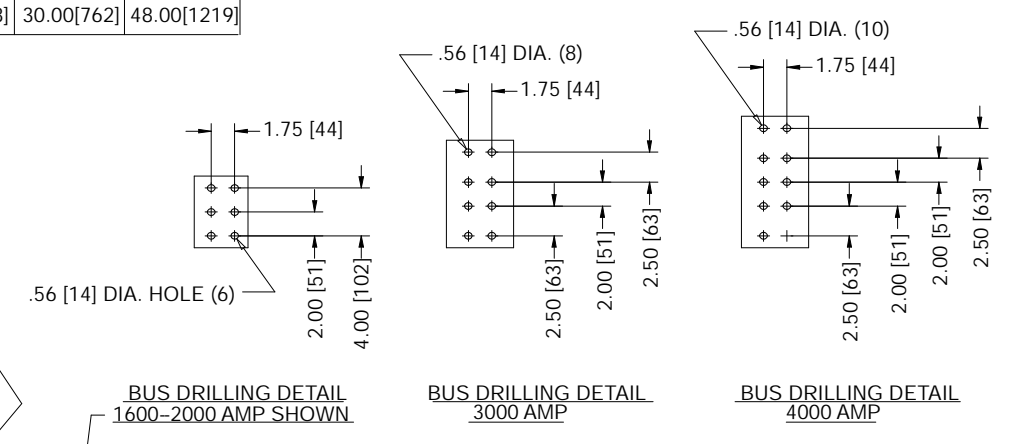 30.00[762] 48.00[1219]
.56 [14] DIA. (10)
.56 [14] DIA. (8)
1.75 [44]
1.75 [44]
1.75 [44]
2.50 [63]
2.00 [51]
2.00 [51]
2.50 [63]
2.50 [63]
2.00 [51]
2.50 [63]
2.00 [51]
4.00 [102]
.56 [14] DIA. HOLE (6)
BUS DRILLING DETAIL
1600–2000 AMP SHOWN
BUS DRILLING DETAIL
3000 AMP
BUS DRILLING DETAIL
4000 AMP